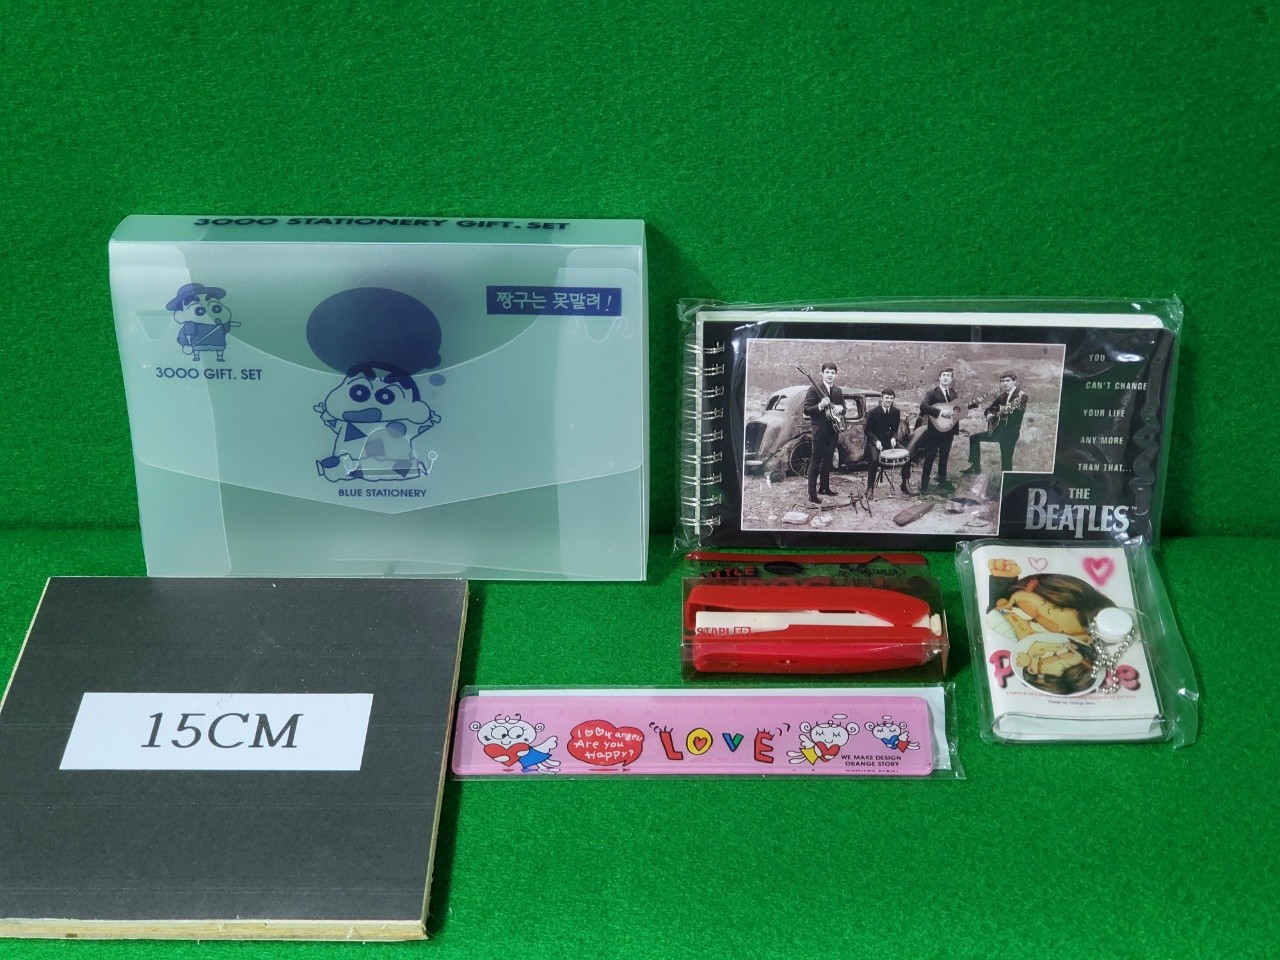 3000 STATIONERY GIFT. SET
짱구는 못말려!
3000 GIFT. SET
BLUE STATIONERY
YOU
CAN'T CHANGE
YOUR LIFE
ANY MORE
THAN THAT...
THE
BEATLES
STAPLER
STAPLER
15CM
I LOOK angel
Are you
Happy?
"LOVE"
WE MAKE DESIGN
ORANGE STORY